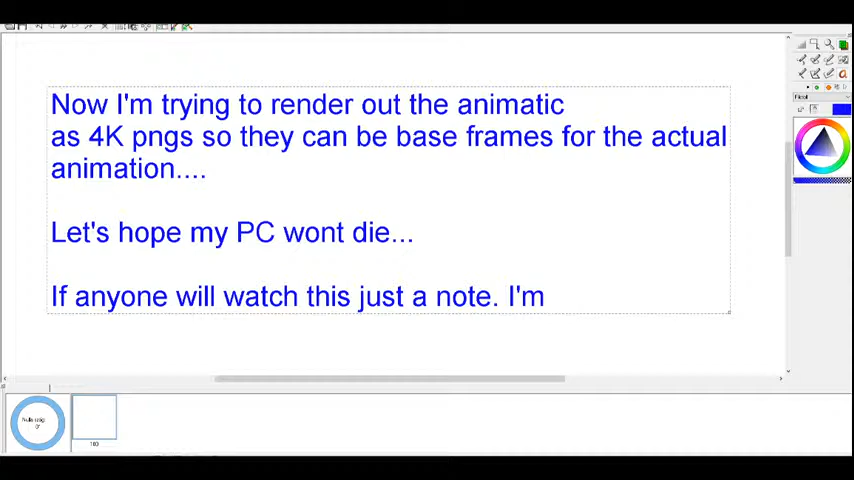 Now I'm trying to render out the animatic
as 4K pngs so they can be base frames for the actual
animation....
Let's hope my PC wont die...
If anyone will watch this just a note. I'm
100